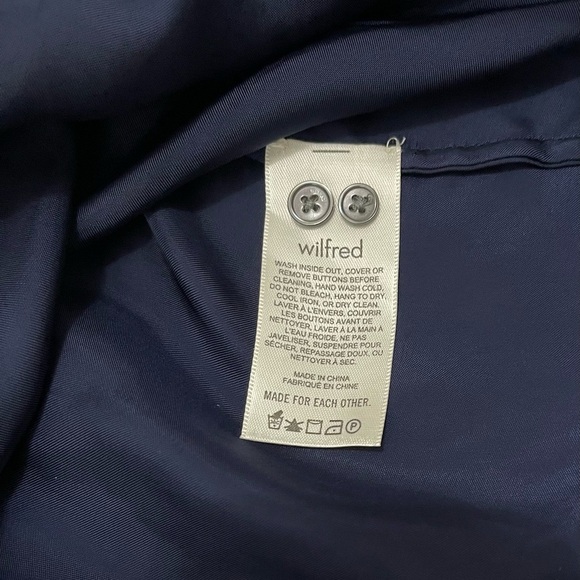 wilfred
WASH INSIDE OUT, COVER OR
REMOVE BUTTONS BEFORE
CLEANING, HAND WASH COLD,
DO NOT BLEACH, HANG TO DRY,
COOL IRON, OR DRY CLEAN.
LAVER À L'ENVERS, COUVRIR
LES BOUTONS AVANT DE
NETTOYER, LAVER À LA MAIN À
L'EAU FROIDE, NE PAS
JAVELISER, SUSPENDRE POUR
SÉCHER, REPASSAGE DOUX, OU
NETTOYER À SEC.
MADE IN CHINA
FABRIQUÉ EN CHINE
MADE FOR EACH OTHER.
P